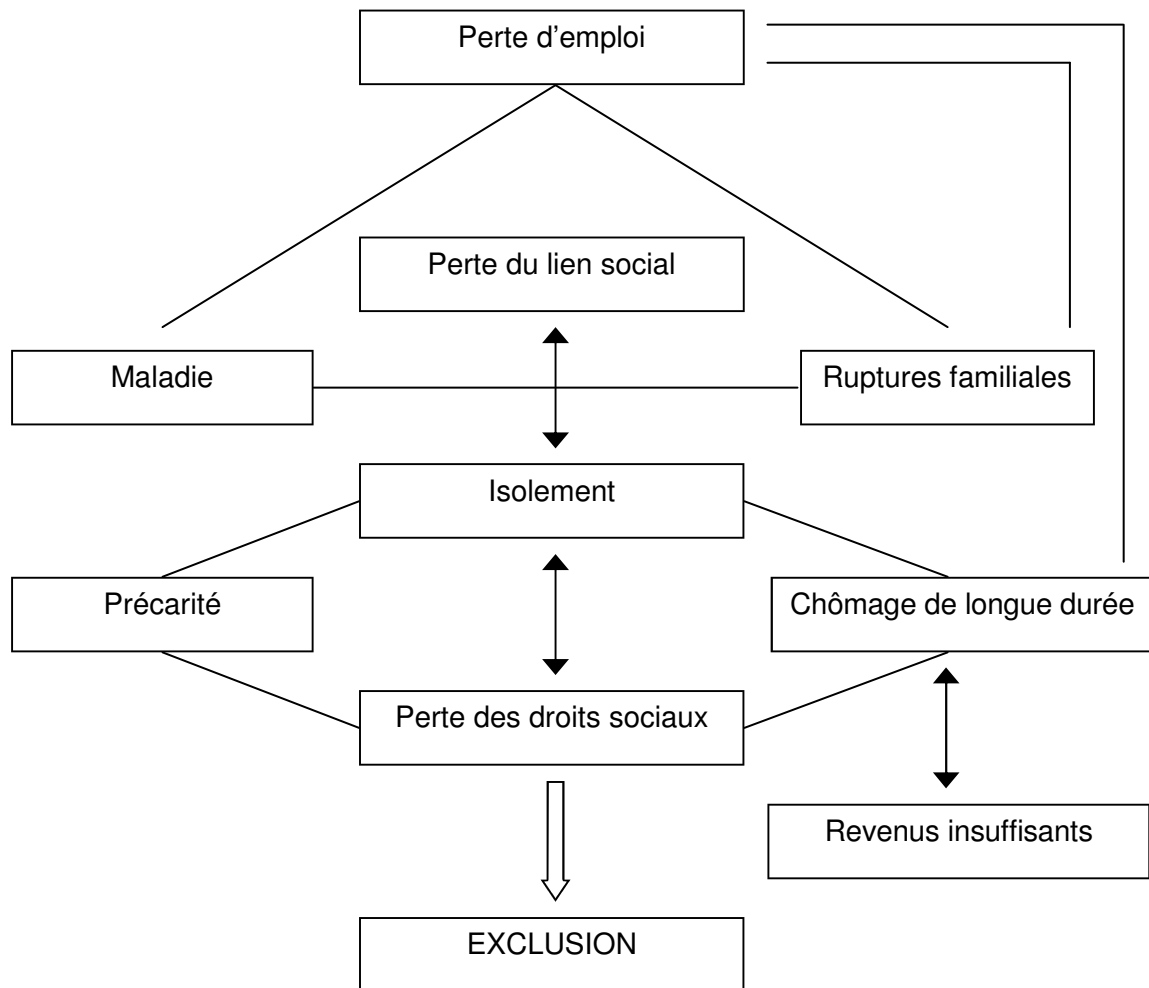 Perte d’emploi
Perte du lien social
Maladie
Ruptures familiales
Isolement
Précarité
Chômage de longue durée
Perte des droits sociaux
Revenus insuffisants
EXCLUSION